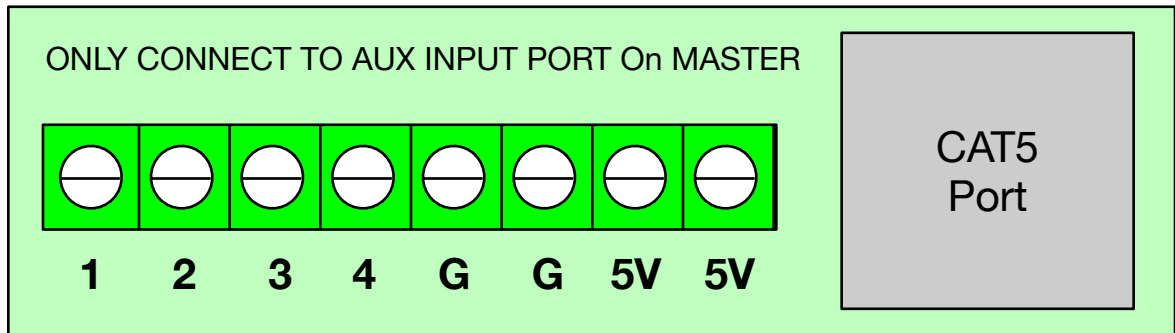 ONLY CONNECT TO AUX INPUT PORT On MASTER
CAT5
Port
1 2 3 4 G G 5V 5V